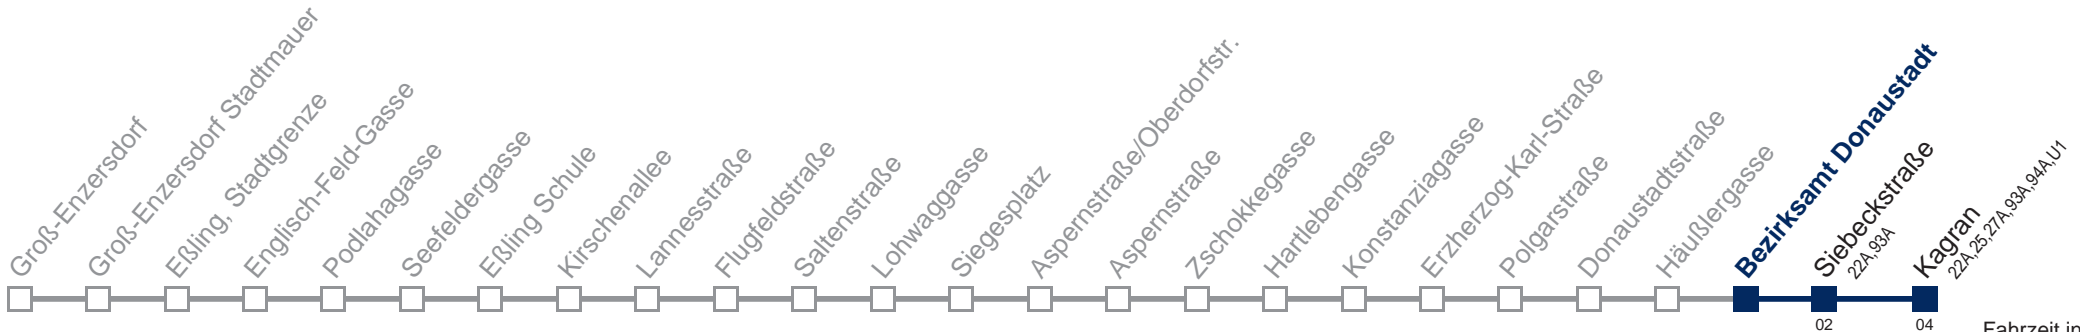 Groß-Enzersdorf
Groß-Enzersdorf Stadtmauer
Eßling, Stadtgrenze
Englisch-Feld-Gasse
Podlahagasse
Seefeldergasse
Eßling Schule
Kirschenallee
Lannesstraße
Flugfeldstraße
Saltenstraße
Lohwaggasse
Siegesplatz
Aspernstraße/Oberdorfstr.
Aspernstraße
Zschokkegasse
Hartlebengasse
Konstanziagasse
Erzherzog-Karl-Straße
Polgarstraße
Donaustadtstraße
Häußlergasse
Bezirksamt Donaustadt
Siebeckstraße
22A,93A
Kagran
22A,25,27A,93A,94A,U1
02
04
Fahrzeit in